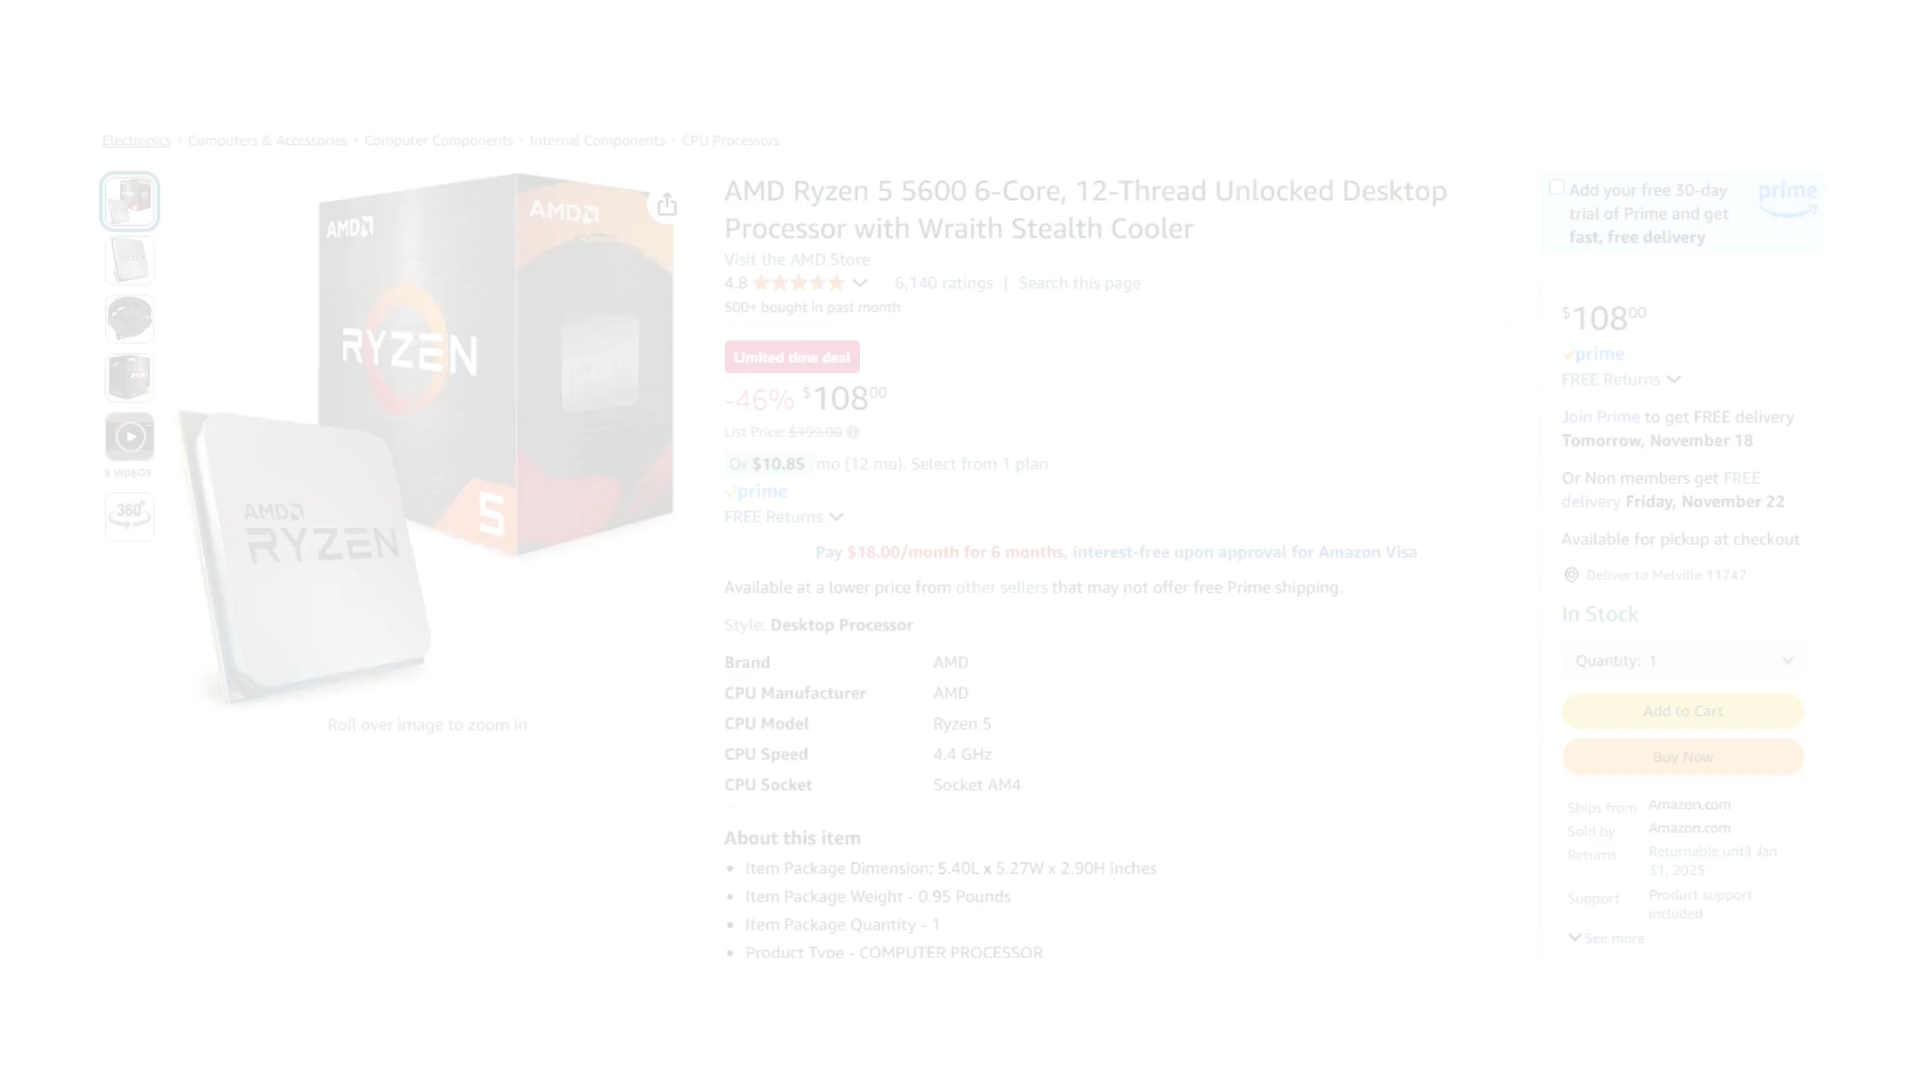 Electronics › Computers & Accessories › Computer Components › Internal Components › CPU Processors
AMD
AMD
RYZEN
5
AMD
RYZEN
8 VIDEOS
360°
Roll over image to zoom in
AMD Ryzen 5 5600 6-Core, 12-Thread Unlocked Desktop
Processor with Wraith Stealth Cooler
Visit the AMD Store
4.8 6,140 ratings | Search this page
500+ bought in past month
Limited time deal
-46% $108 00
List Price: $199.00
Or $10.85 mo (12 mo). Select from 1 plan
prime
FREE Returns
Pay $18.00/month for 6 months, interest-free upon approval for Amazon Visa
Available at a lower price from other sellers that may not offer free Prime shipping.
Style: Desktop Processor
Brand AMD
CPU Manufacturer AMD
CPU Model Ryzen 5
CPU Speed 4.4 GHz
CPU Socket Socket AM4
About this item
• Item Package Dimension: 5.40L x 5.27W x 2.90H inches
• Item Package Weight - 0.95 Pounds
• Item Package Quantity - 1
• Product Type - COMPUTER PROCESSOR
Add your free 30-day
trial of Prime and get
fast, free delivery
prime
$108 00
prime
FREE Returns
Join Prime to get FREE delivery
Tomorrow, November 18
Or Non members get FREE
delivery Friday, November 22
Available for pickup at checkout
Deliver to Melville 11747
In Stock
Quantity: 1
Add to Cart
Buy Now
Ships from Amazon.com
Sold by Amazon.com
Returns Returnable until Jan
31, 2025
Support Product support
included
See more